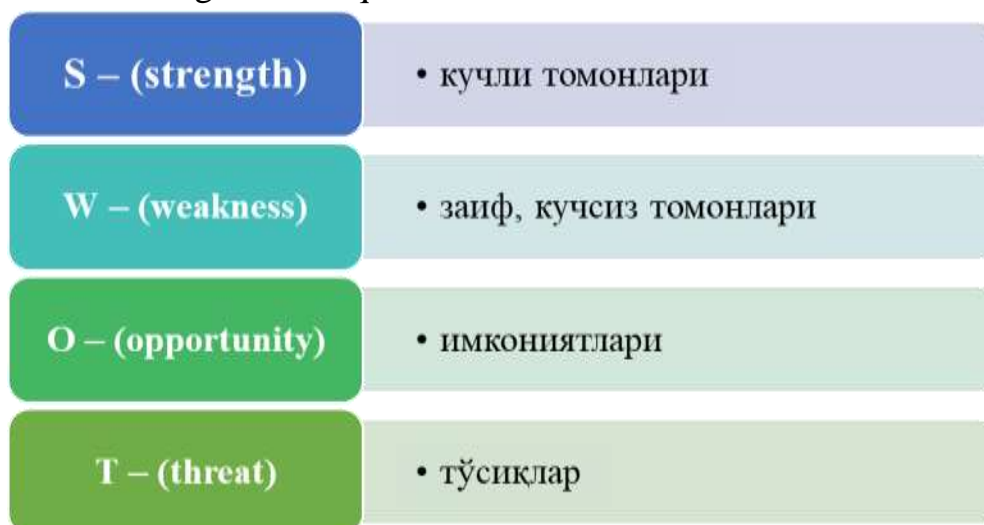 S – (strength)
• кучли томонлари
W – (weakness)
• заиф, кучсиз томонлари
O – (opportunity)
• имкониятлари
T – (threat)
• тўсиқлар